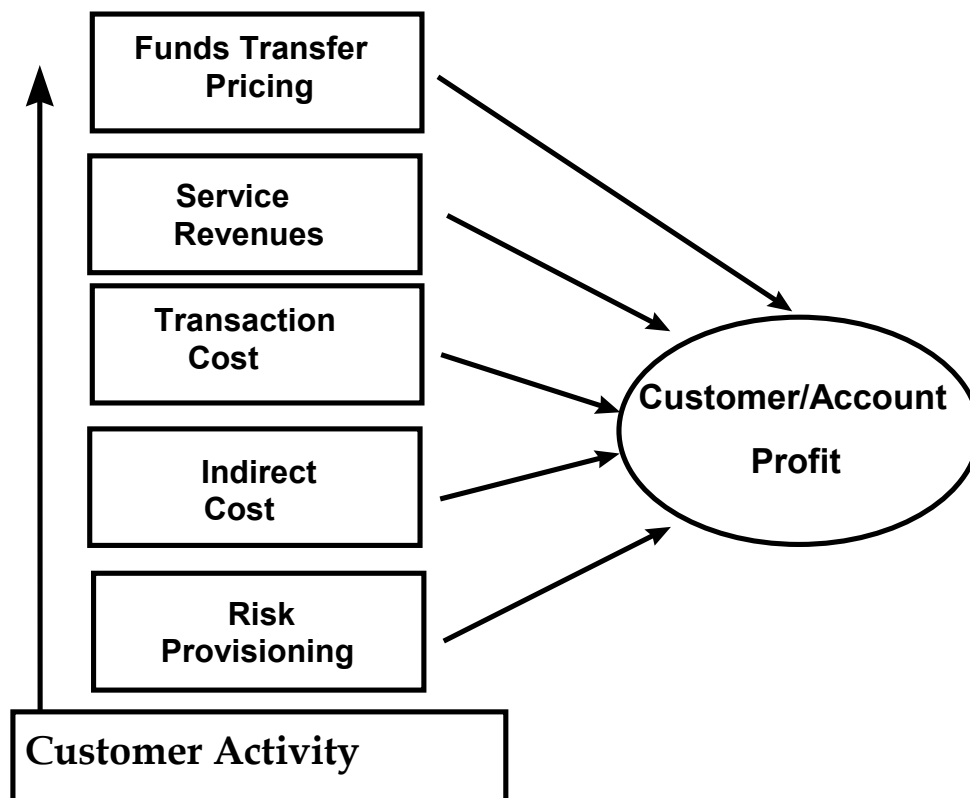 Funds Transfer
Pricing
Service
Revenues
Transaction
Cost
Indirect
Cost
Risk
Provisioning
Customer/Account
Profit
Customer Activity